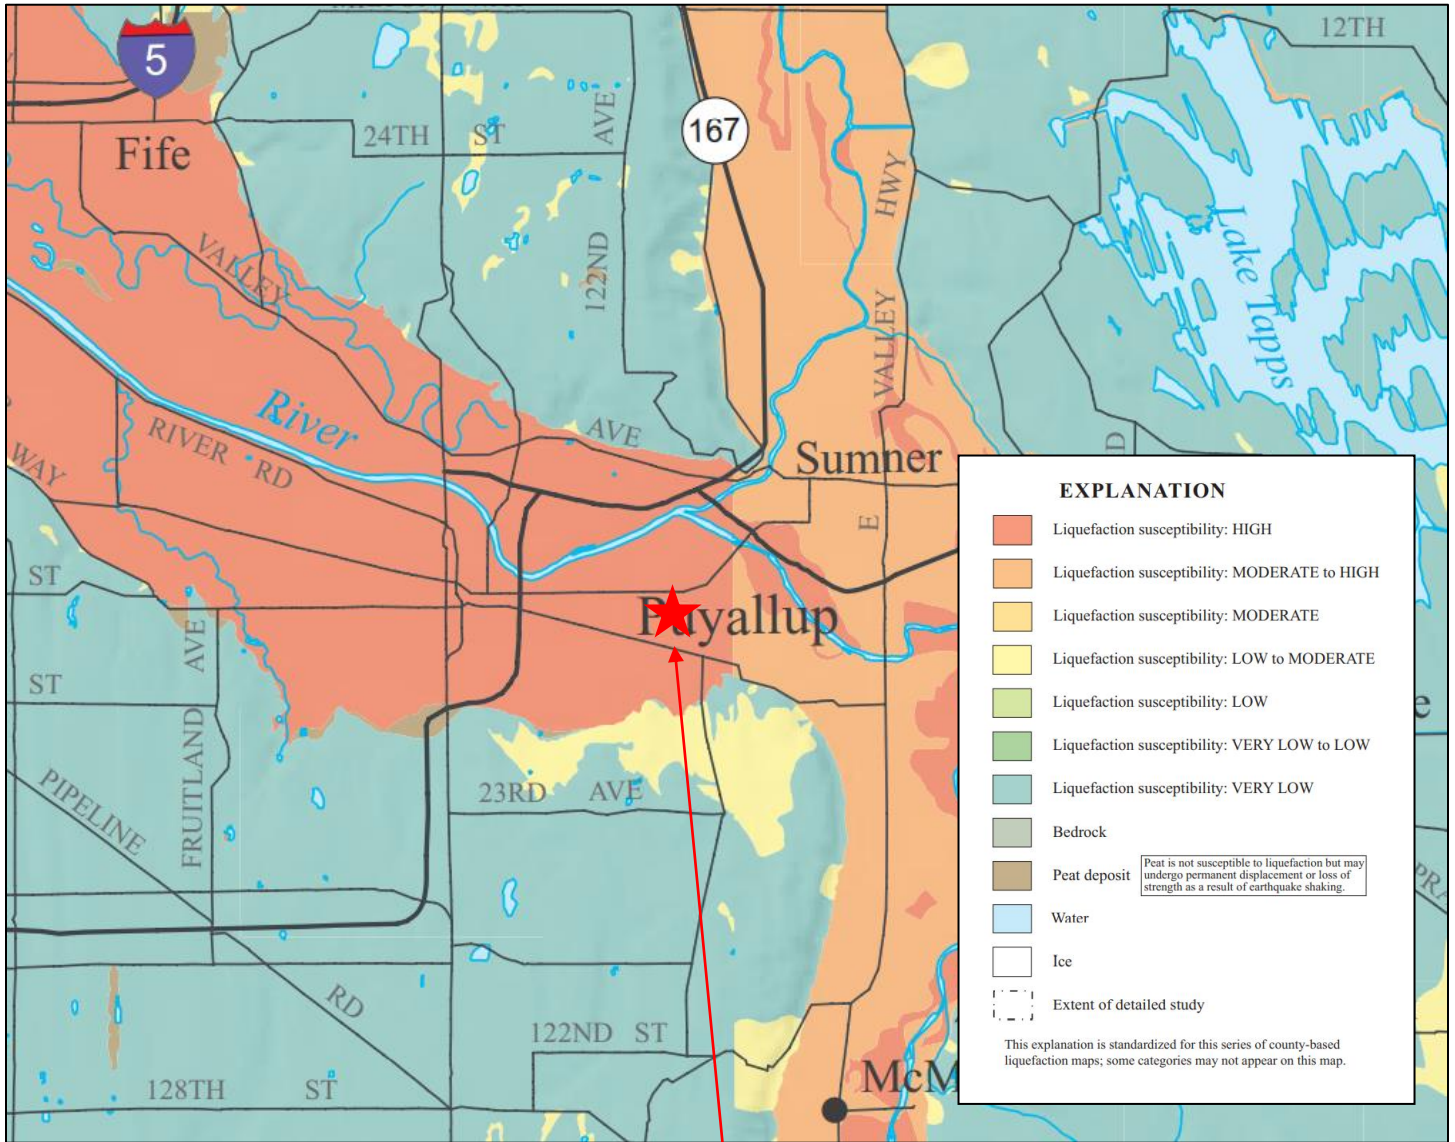 5
12TH
Fife
24TH ST
AVE
167
HWY
VALLEY
122ND
Lake Tapps
River
RIVER RD
AVE
VALLEY
WAY
Sumner
D
E
ST
AVE
Puyallup
ST
FRUITLAND
23RD AVE
PIPELINE
RD
122ND ST
128TH ST
McM
e
PRA
EXPLANATION
Liquefaction susceptibility: HIGH
Liquefaction susceptibility: MODERATE to HIGH
Liquefaction susceptibility: MODERATE
Liquefaction susceptibility: LOW to MODERATE
Liquefaction susceptibility: LOW
Liquefaction susceptibility: VERY LOW to LOW
Liquefaction susceptibility: VERY LOW
Bedrock
Peat deposit
Peat is not susceptible to liquefaction but may
undergo permanent displacement or loss of
strength as a result of earthquake shaking.
Water
Ice
Extent of detailed study
This explanation is standardized for this series of county-based
liquefaction maps; some categories may not appear on this map.